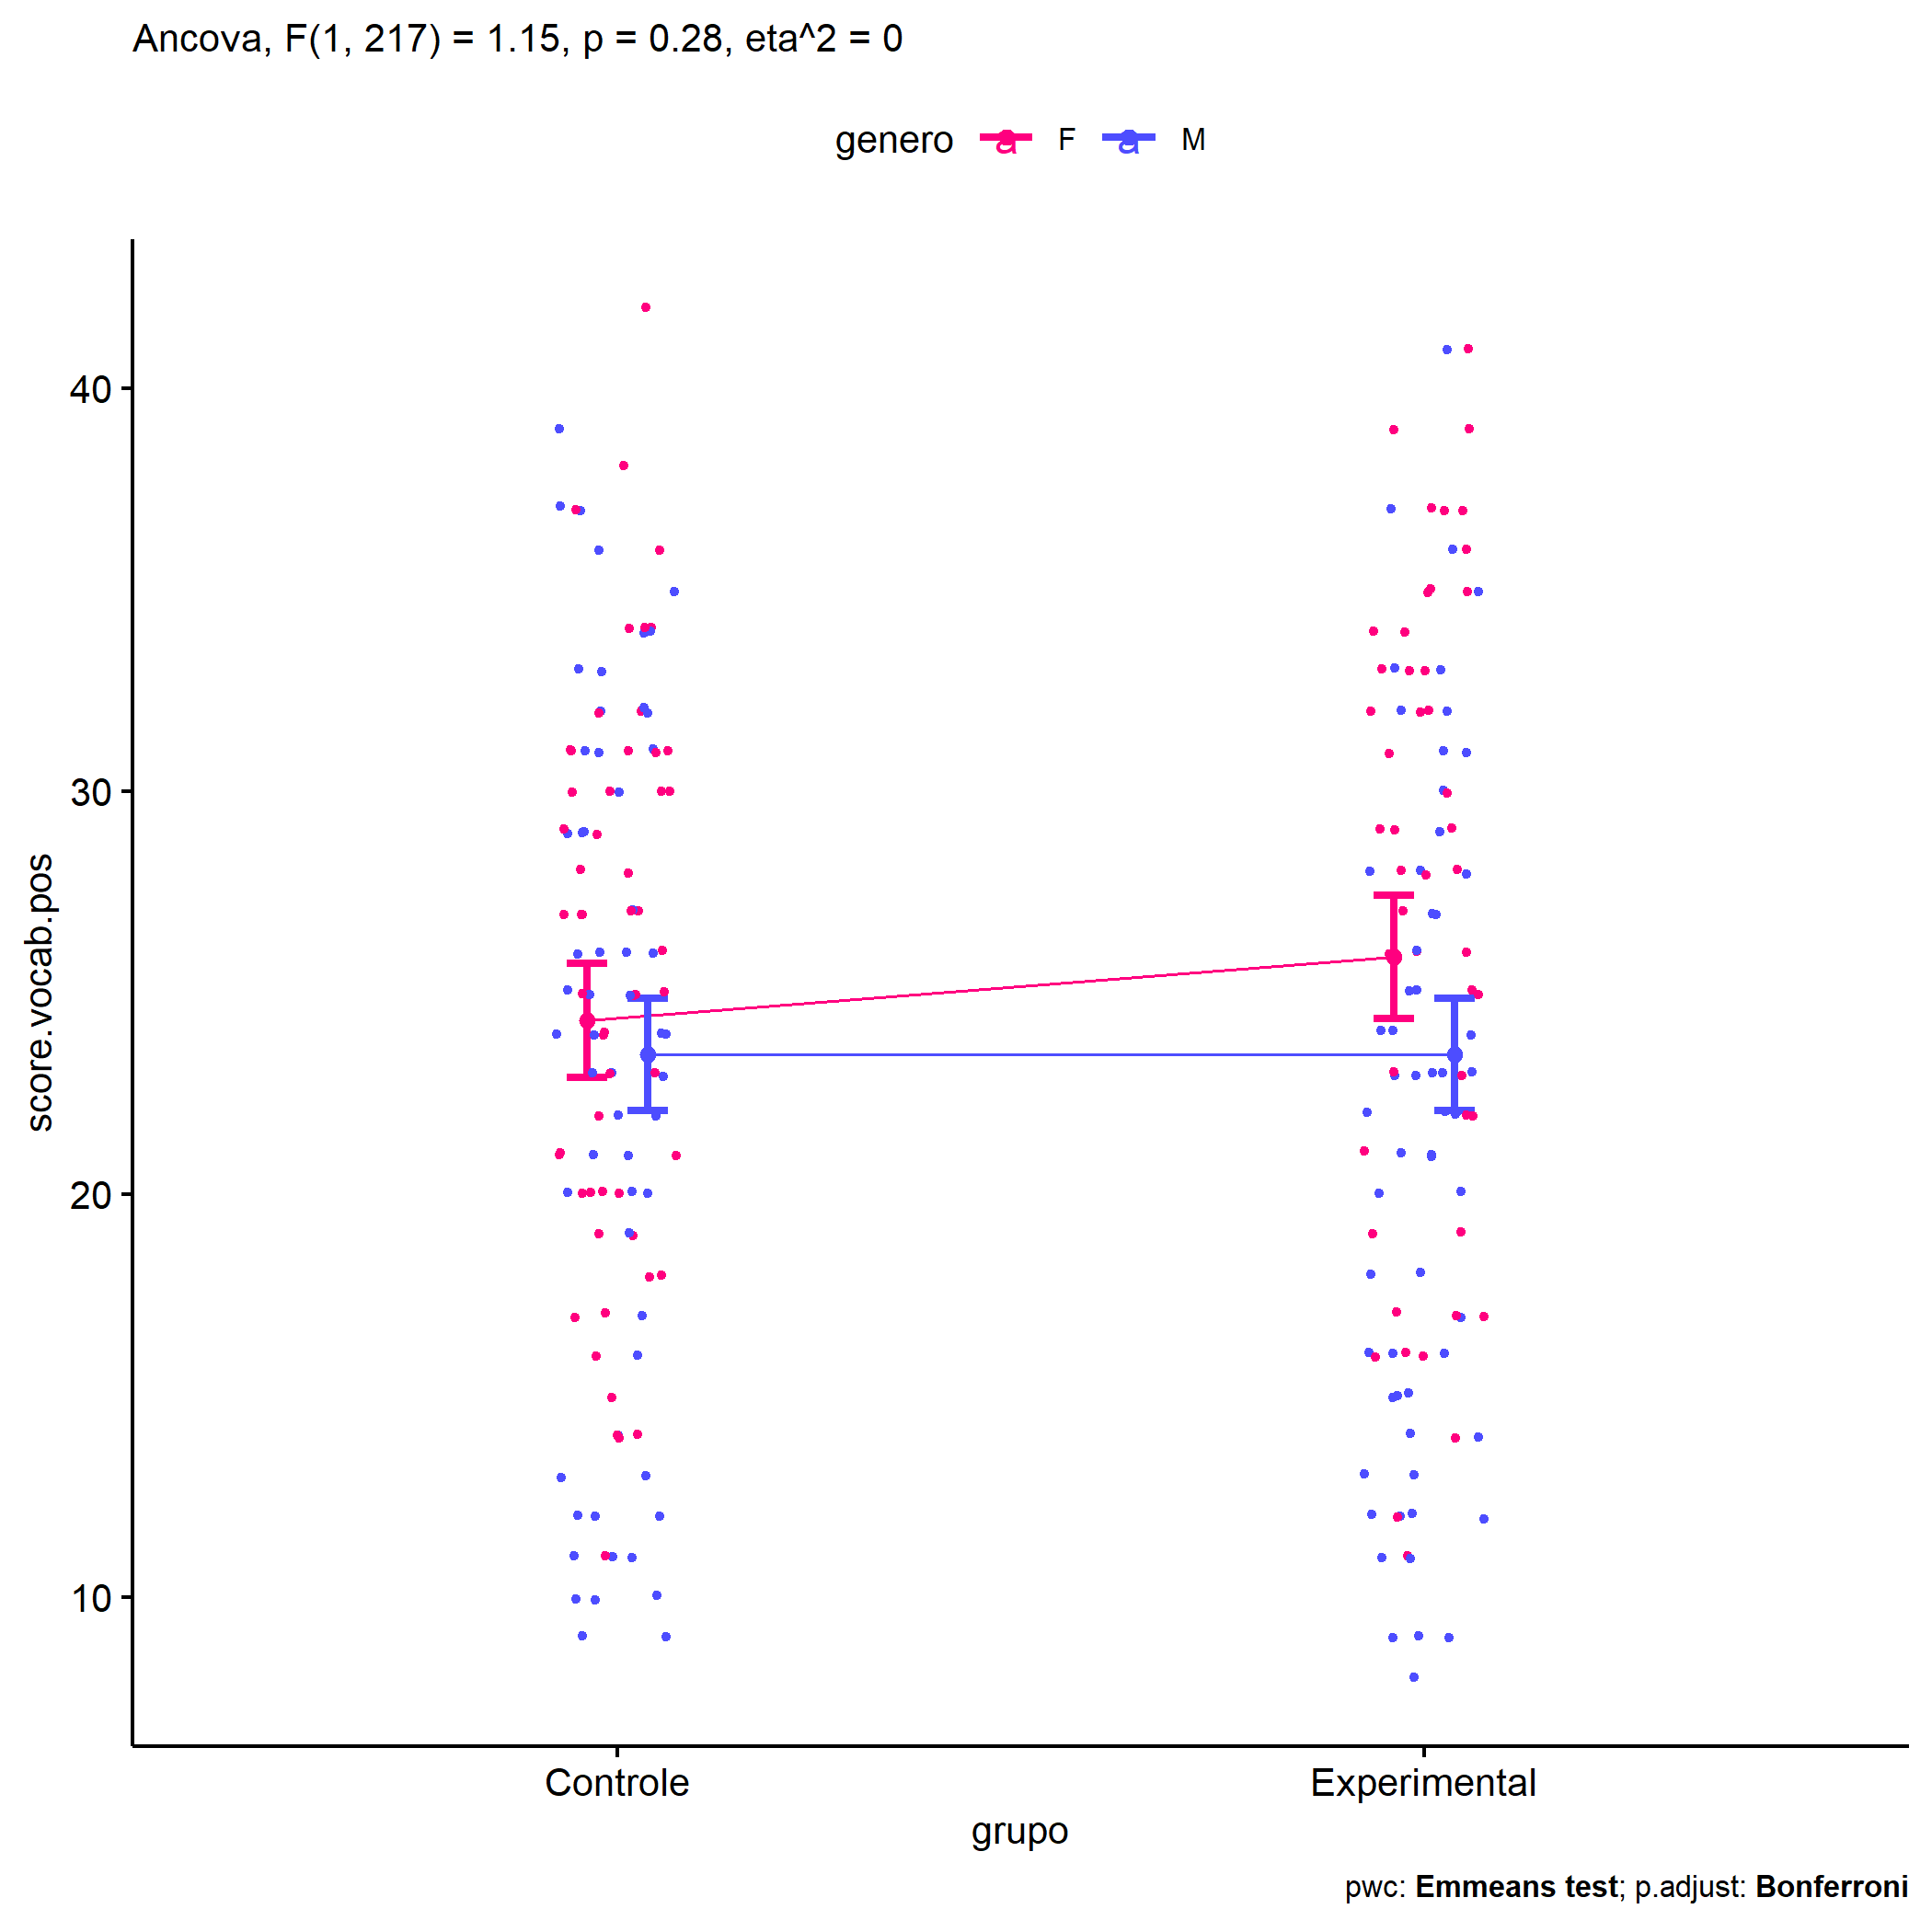 Ancova, F(1, 217) = 1.15, p = 0.28, eta^2 = 0
genero a F a M
40
30
20
10
score.vocab.pos
Controle Experimental
grupo
pwc: Emmeans test; p.adjust: Bonferroni